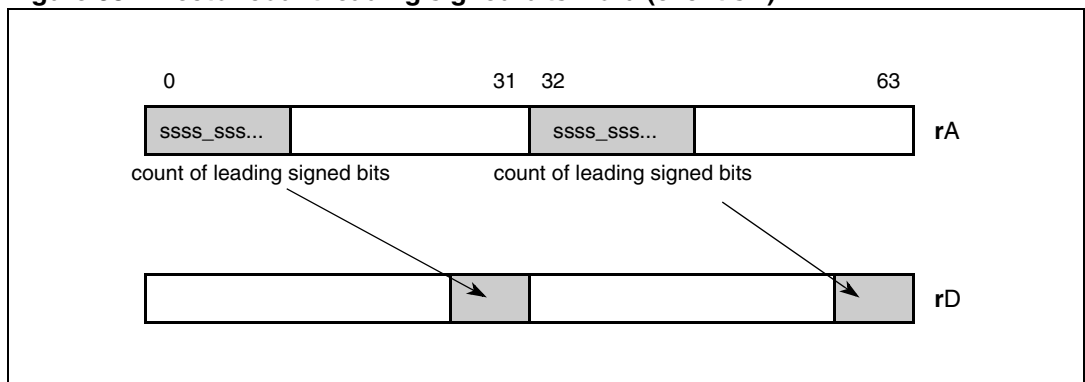 0 31 32 63
ssss_sss... ssss_sss... rA
count of leading signed bits count of leading signed bits
rD